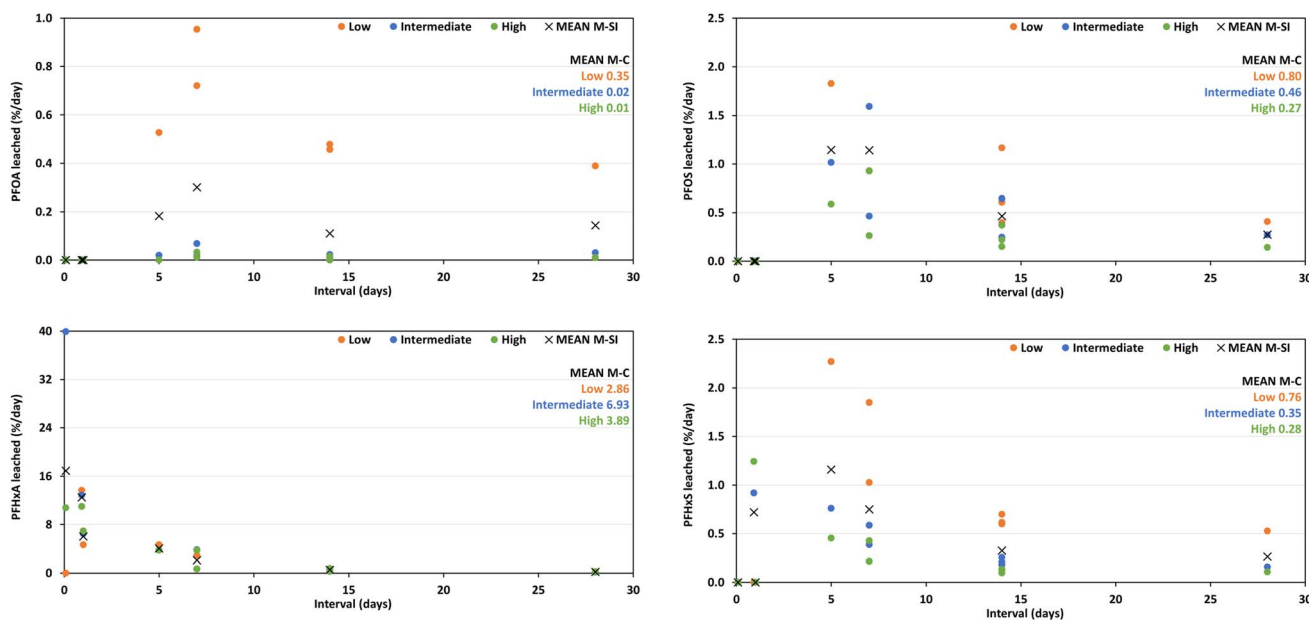 PFOA leached (%/day)
1.0
0.8
0.6
0.4
0.2
0.0
Low Intermediate High MEAN M-SI
MEAN M-C
Low 0.35
Intermediate 0.02
High 0.01
0 5 10 15 20 25 30
Interval (days)
PFOS leached (%/day)
2.5
2.0
1.5
1.0
0.5
0.0
Low Intermediate High MEAN M-SI
MEAN M-C
Low 0.80
Intermediate 0.46
High 0.27
0 5 10 15 20 25 30
Interval (days)
PFHxA leached (%/day)
40
32
24
16
8
0
Low Intermediate High MEAN M-SI
MEAN M-C
Low 2.86
Intermediate 6.93
High 3.89
0 5 10 15 20 25 30
Interval (days)
PFHxS leached (%/day)
2.5
2.0
1.5
1.0
0.5
0.0
Low Intermediate High MEAN M-SI
MEAN M-C
Low 0.76
Intermediate 0.35
High 0.28
0 5 10 15 20 25 30
Interval (days)